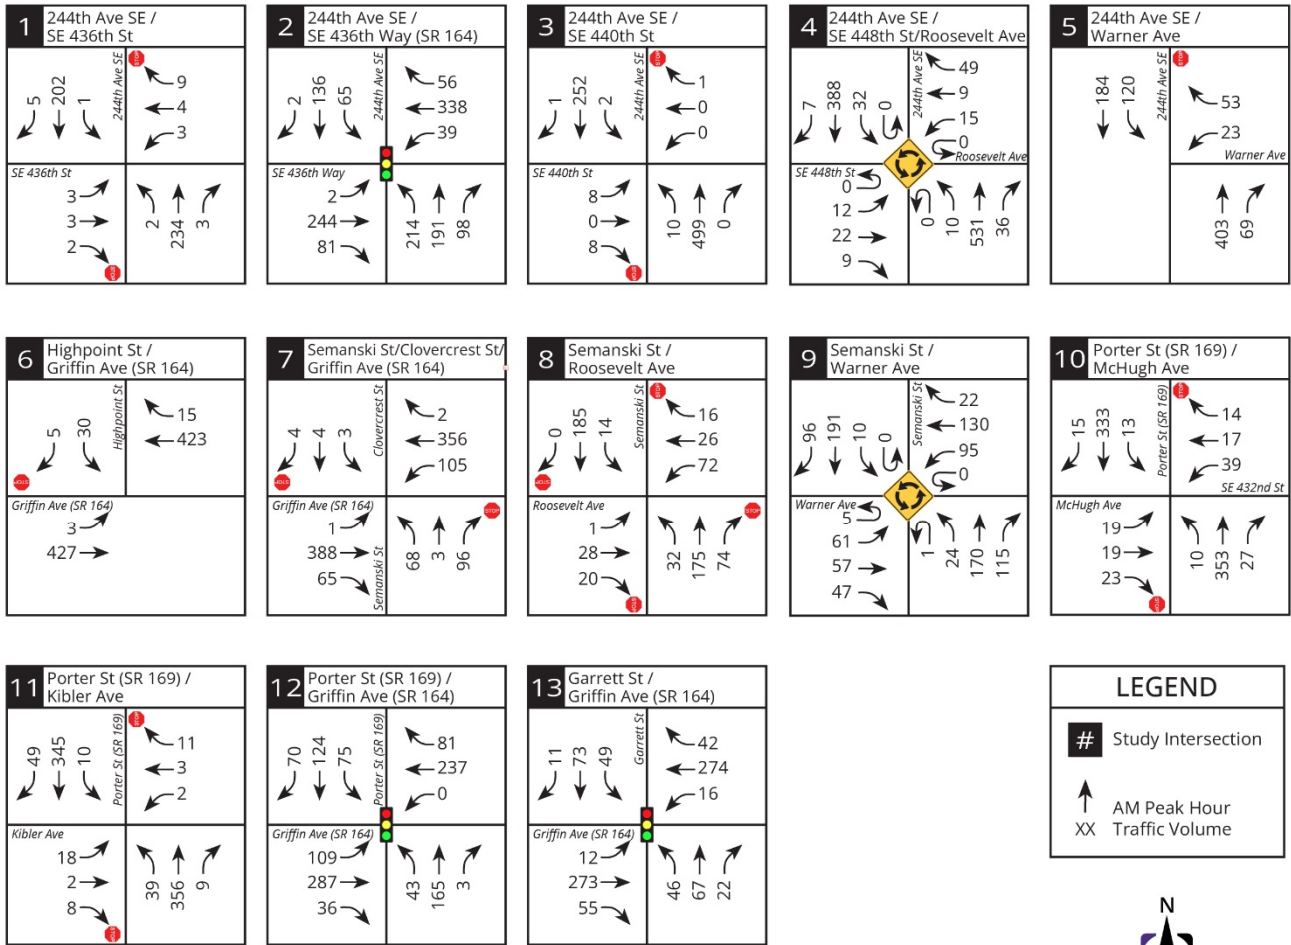 1
244th Ave SE /
SE 436th St
244th Ave SE
STOP
5
202
1
9
4
3
SE 436th St
3
3
2
2
234
3
STOP
2
244th Ave SE /
SE 436th Way (SR 164)
244th Ave SE
2
136
65
56
338
39
SE 436th Way
2
244
81
214
191
98
3
244th Ave SE /
SE 440th St
244th Ave SE
STOP
1
252
2
1
0
0
SE 440th St
8
0
8
10
499
0
STOP
4
244th Ave SE /
SE 448th St/Roosevelt Ave
244th Ave SE
7
388
32
0
49
9
15
0
Roosevelt Ave
SE 448th St
0
12
22
9
0
10
531
36
5
244th Ave SE /
Warner Ave
244th Ave SE
STOP
184
120
53
23
Warner Ave
403
69
6
Highpoint St /
Griffin Ave (SR 164)
Highpoint St
5
30
15
423
STOP
Griffin Ave (SR 164)
3
427
7
Semanski St/Clovercrest St/
Griffin Ave (SR 164)
Clovercrest St
4
4
3
2
356
105
STOP
Griffin Ave (SR 164)
1
388
65
Semanski St
68
3
96
STOP
8
Semanski St /
Roosevelt Ave
Semanski St
STOP
0
185
14
16
26
72
STOP
Roosevelt Ave
1
28
20
32
175
74
STOP
STOP
9
Semanski St /
Warner Ave
Semanski St
96
191
10
0
22
130
95
0
Warner Ave
5
61
57
47
1
24
170
115
10
Porter St (SR 169) /
McHugh Ave
Porter St (SR 169)
STOP
15
333
13
14
17
39
SE 432nd St
McHugh Ave
19
19
23
10
353
27
STOP
11
Porter St (SR 169) /
Kibler Ave
Porter St (SR 169)
STOP
49
345
10
11
3
2
Kibler Ave
18
2
8
39
356
9
STOP
12
Porter St (SR 169) /
Griffin Ave (SR 164)
Porter St (SR 169)
70
124
75
81
237
0
Griffin Ave (SR 164)
109
287
36
43
165
3
13
Garrett St /
Griffin Ave (SR 164)
Garrett St
11
73
49
42
274
16
Griffin Ave (SR 164)
12
273
55
46
67
22
LEGEND
# Study Intersection
AM Peak Hour
XX Traffic Volume
N